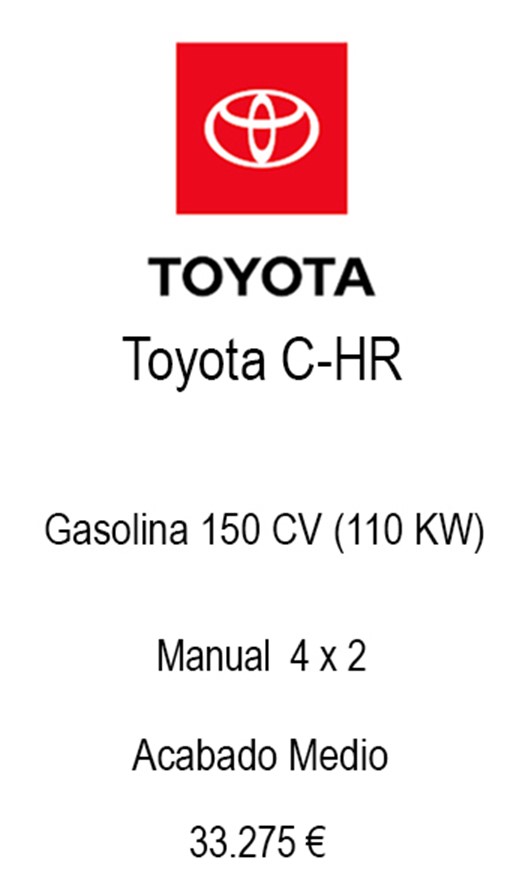 TOYOTA
Toyota C-HR
Gasolina 150 CV (110 KW)
Manual 4 x 2
Acabado Medio
33.275 €